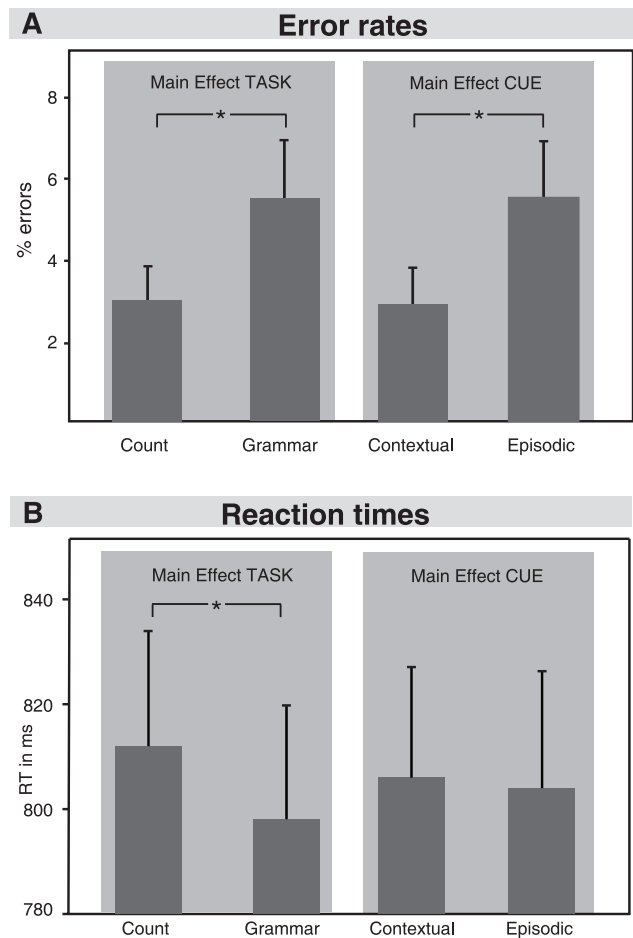 A Error rates
Main Effect TASK Main Effect CUE
* *
8
6
4
2
% errors
Count Grammar Contextual Episodic
B Reaction times
Main Effect TASK Main Effect CUE
*
840
820
800
780
RT in ms
Count Grammar Contextual Episodic